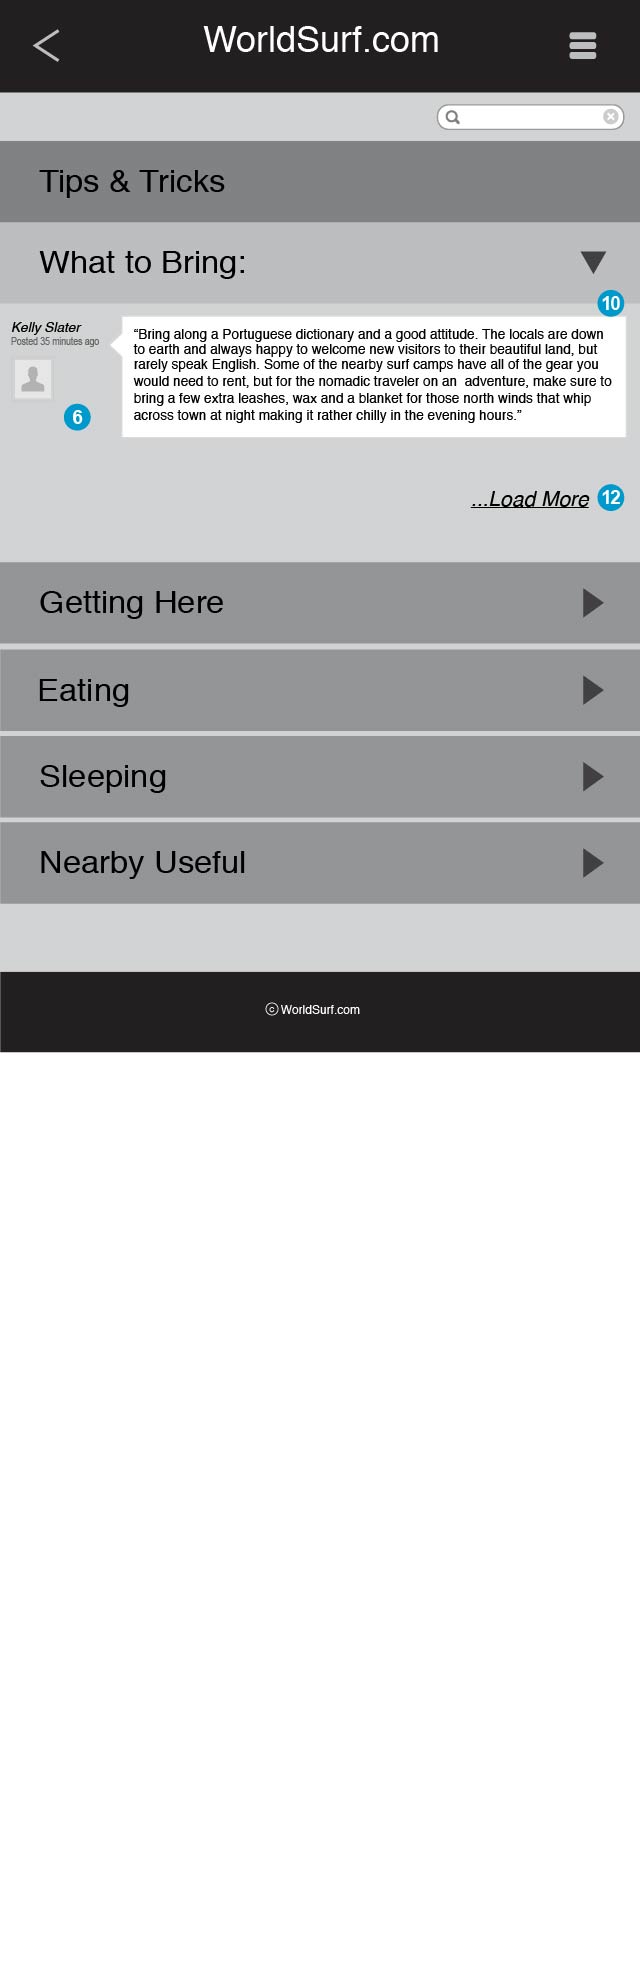 WorldSurf.com
Tips & Tricks
What to Bring:
10
Kelly Slater
Posted 35 minutes ago
“Bring along a Portuguese dictionary and a good attitude. The locals are down
to earth and always happy to welcome new visitors to their beautiful land, but
rarely speak English. Some of the nearby surf camps have all of the gear you
would need to rent, but for the nomadic traveler on an  adventure, make sure to
bring a few extra leashes, wax and a blanket for those north winds that whip
across town at night making it rather chilly in the evening hours.”
6
...Load More 12
Getting Here
Eating
Sleeping
Nearby Useful
© WorldSurf.com